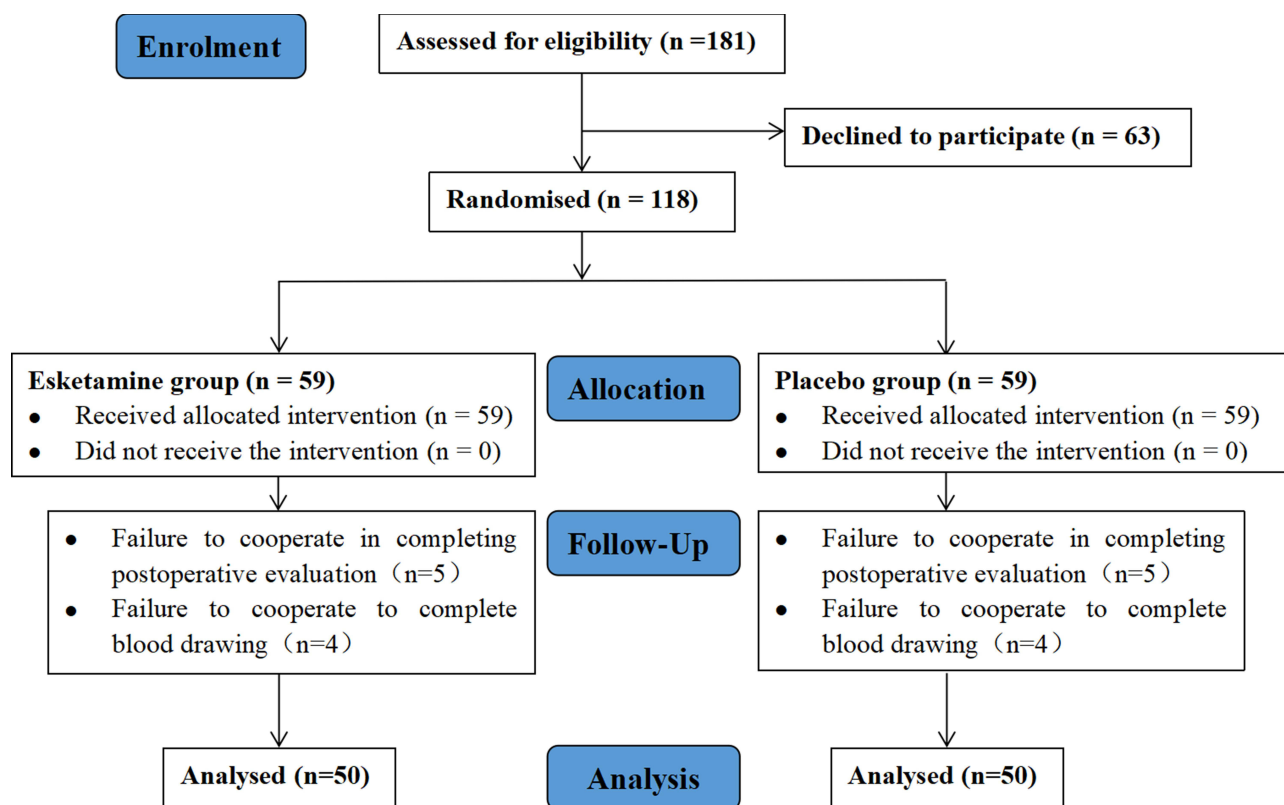 Enrolment
Assessed for eligibility (n =181)
Declined to participate (n = 63)
Randomised (n = 118)
Esketamine group (n = 59)
● Received allocated intervention (n = 59)
● Did not receive the intervention (n = 0)
Allocation
Placebo group (n = 59)
● Received allocated intervention (n = 59)
● Did not receive the intervention (n = 0)
● Failure to cooperate in completing
postoperative evaluation（n=5）
● Failure to cooperate to complete
blood drawing（n=4）
Follow-Up
● Failure to cooperate in completing
postoperative evaluation（n=5）
● Failure to cooperate to complete
blood drawing（n=4）
Analysed (n=50)
Analysis
Analysed (n=50)